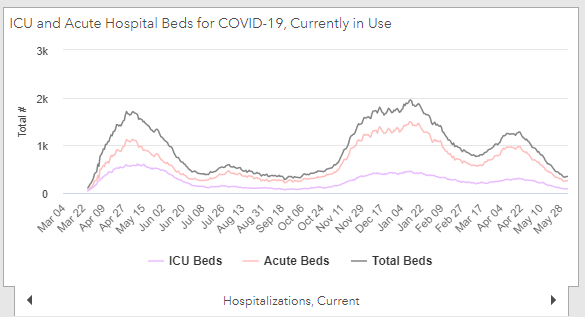 ICU and Acute Hospital Beds for COVID-19, Currently in Use
3k
2k
1k
0
Total #
Mar 04
Mar 22
Apr 09
Apr 27
May 15
Jun 02
Jun 20
Jul 08
Jul 26
Aug 13
Aug 31
Sep 18
Oct 06
Oct 24
Nov 11
Nov 29
Dec 17
Jan 04
Jan 22
Feb 09
Feb 27
Mar 17
Apr 04
Apr 22
May 10
May 28
ICU Beds
Acute Beds
Total Beds
Hospitalizations, Current